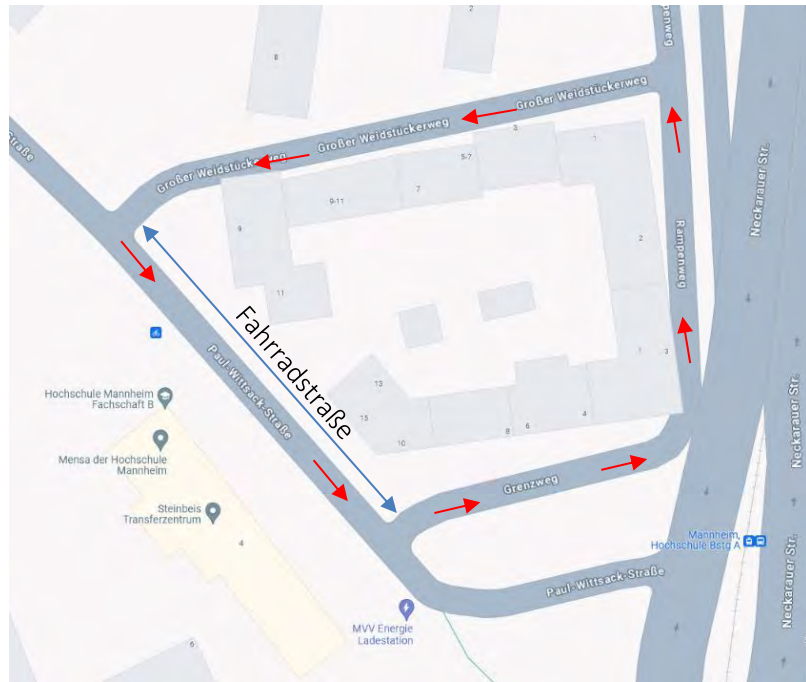 8
2
penweg
Großer Weidstückerweg
Großer Weidstückerweg
Großer Weidstückerweg
Straße
3
1
5-7
7
9-11
9
11
2
Rampenweg
Neckarauer Str.
Fahrradstraße
Paul-Wittsack-Straße
Hochschule Mannheim
Fachschaft B
Mensa der Hochschule
Mannheim
Steinbeis
Transferzentrum
4
13
15
10
8
6
4
1
3
Grenzweg
Neckarauer Str.
Neckarauer Str.
Mannheim,
Hochschule Bstg A
Paul-Wittsack-Straße
MVV Energie
Ladestation
6